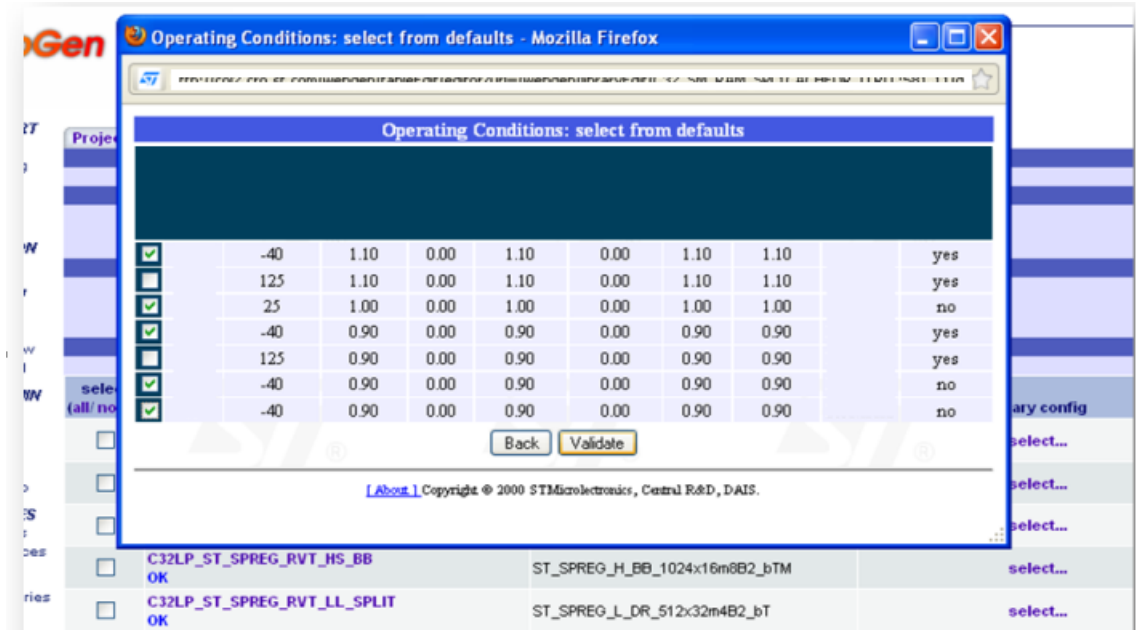 Gen
Operating Conditions: select from defaults - Mozilla Firefox
Operating Conditions: select from defaults
-40 1.10 0.00 1.10 0.00 1.10 1.10 yes
125 1.10 0.00 1.10 0.00 1.10 1.10 yes
25 1.00 0.00 1.00 0.00 1.00 1.00 no
-40 0.90 0.00 0.90 0.00 0.90 0.90 yes
125 0.90 0.00 0.90 0.00 0.90 0.90 yes
-40 0.90 0.00 0.90 0.00 0.90 0.90 no
-40 0.90 0.00 0.90 0.00 0.90 0.90 no
Back Validate
[ About ] Copyright © 2000 STMicroelectronics, Central R&D, DAIS.
ary config
select...
select...
select...
C32LP_ST_SPREG_RVT_HS_BB
OK
ST_SPREG_H_BB_1024x16m8B2_bTM
select...
C32LP_ST_SPREG_RVT_LL_SPLIT
OK
ST_SPREG_L_DR_512x32m4B2_bT
select...